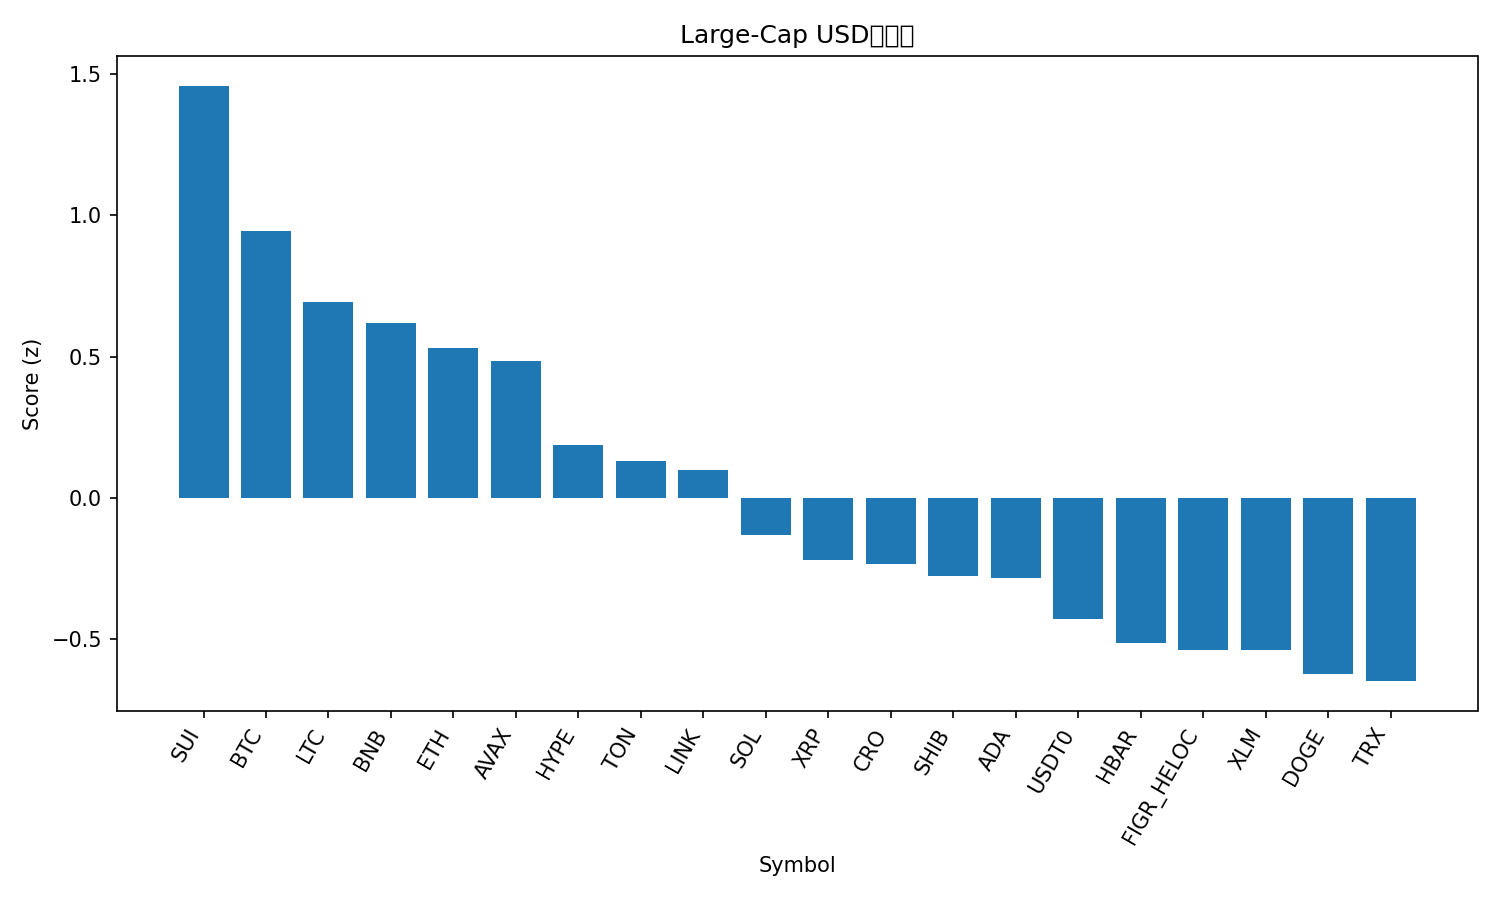 Large-Cap USD
Score (z)
1.5
1.0
0.5
0.0
−0.5
SUI
BTC
LTC
BNB
ETH
AVAX
HYPE
TON
LINK
SOL
XRP
CRO
SHIB
ADA
USDT0
HBAR
FIGR_HELOC
XLM
DOGE
TRX
Symbol